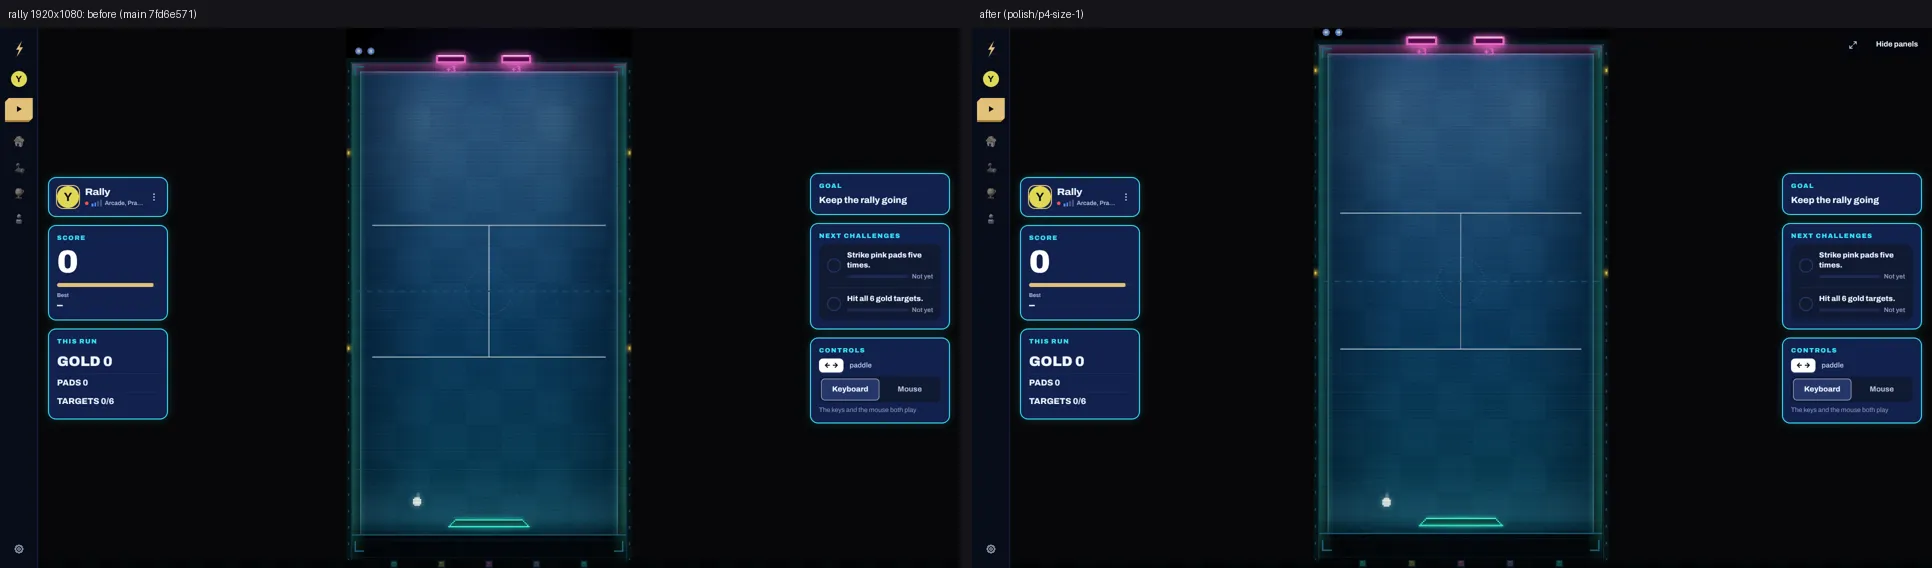 rally 1920x1080: before (main 7fd6e571)
Y
Y
Rally
Arcade, Pra...
SCORE
0
Best
–
THIS RUN
GOLD 0
PADS 0
TARGETS 0/6
GOAL
Keep the rally going
NEXT CHALLENGES
Strike pink pads five
times.
Not yet
Hit all 6 gold targets.
Not yet
CONTROLS
← → paddle
Keyboard Mouse
The keys and the mouse both play
after (polish/p4-size-1)
Y
Hide panels
Y
Rally
Arcade, Pra...
SCORE
0
Best
–
THIS RUN
GOLD 0
PADS 0
TARGETS 0/6
GOAL
Keep the rally going
NEXT CHALLENGES
Strike pink pads five
times.
Not yet
Hit all 6 gold targets.
Not yet
CONTROLS
← → paddle
Keyboard Mouse
The keys and the mouse both play